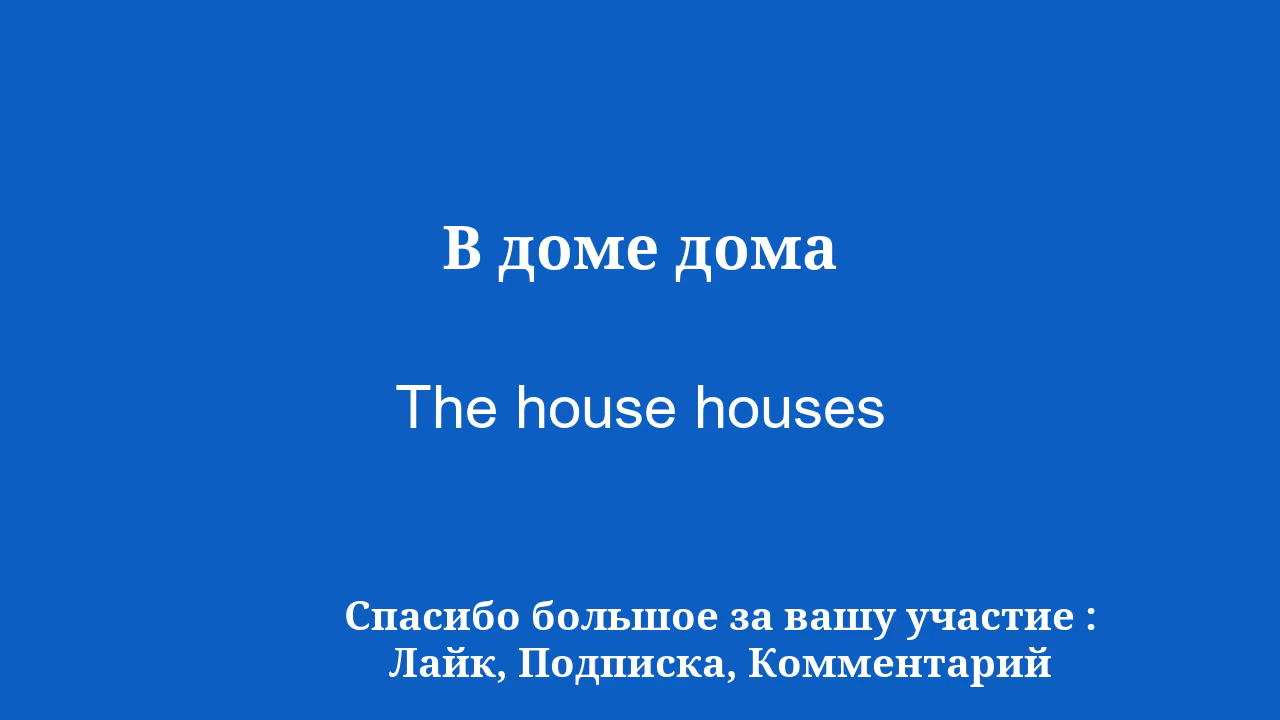 В доме дома
The house houses
Спасибо большое за вашу участие :
Лайк, Подписка, Комментарий